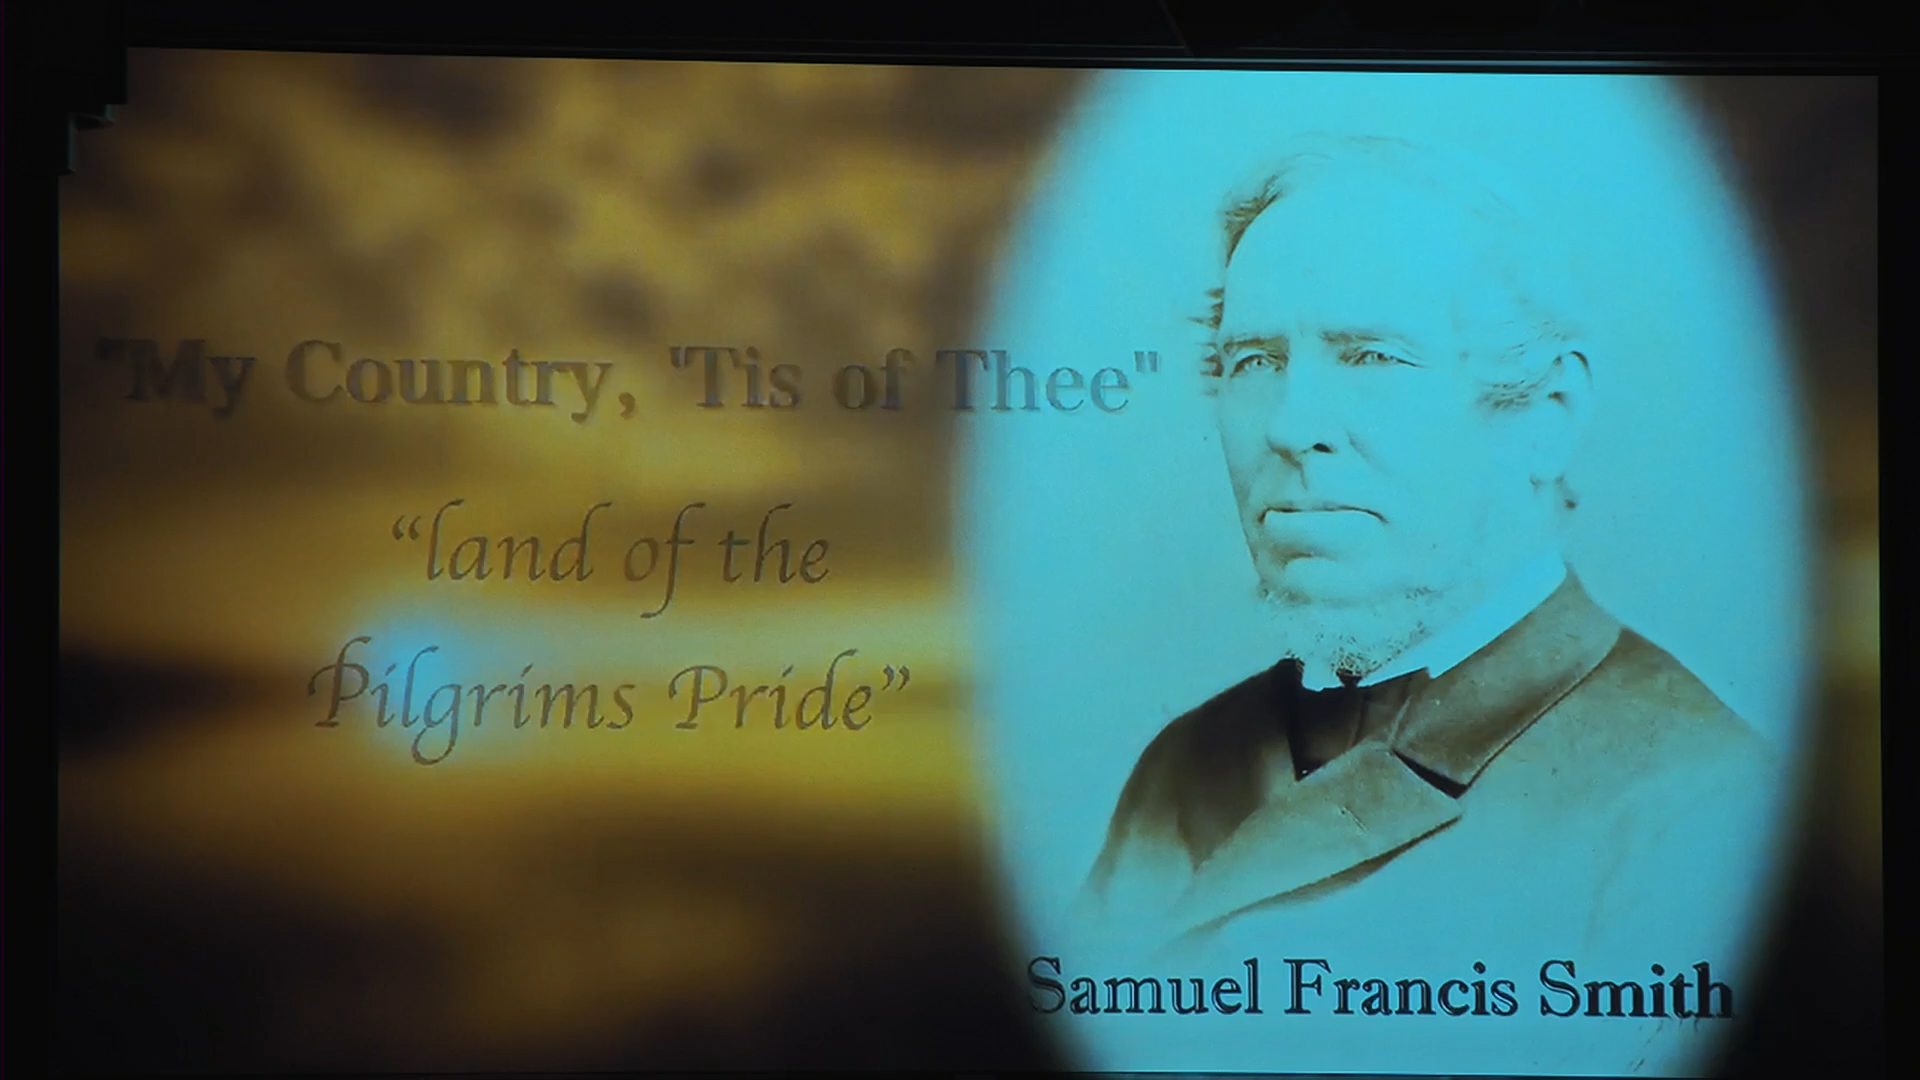 "My Country, 'Tis of Thee"
“land of the
Pilgrims Pride”
Samuel Francis Smith